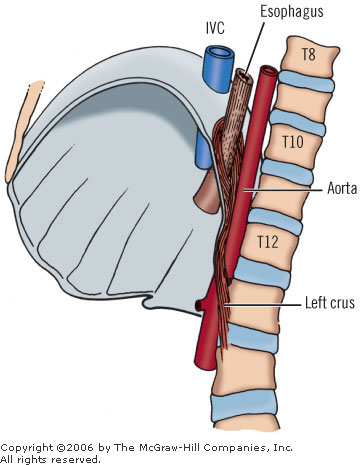 Esophagus
IVC
T8
T10
Aorta
T12
Left crus
Copyright ©2006 by The McGraw-Hill Companies, Inc.
All rights reserved.